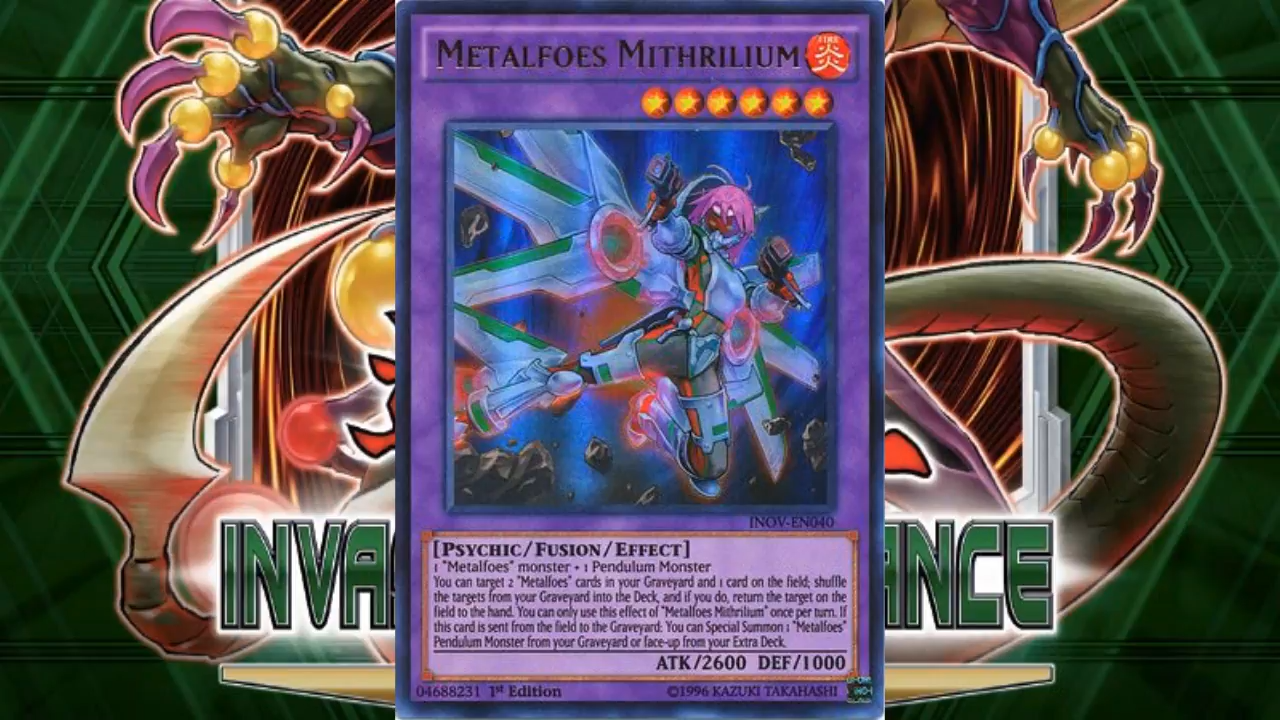 METALFOES MITHRILIUM
炎
INOV-EN040
[PSYCHIC/FUSION/EFFECT]
1 "Metalfoes" monster + 1 Pendulum Monster
You can target 2 "Metalfoes" cards in your Graveyard and 1 card on the field; shuffle
the targets from your Graveyard into the Deck, and if you do, return the target on the
field to the hand. You can only use this effect of "Metalfoes Mithrilium" once per turn. If
this card is sent from the field to the Graveyard: You can Special Summon 1 "Metalfoes"
Pendulum Monster from your Graveyard or face-up from your Extra Deck.
ATK/2600 DEF/1000
04688231 1st Edition
©1996 KAZUKI TAKAHASHI
INVA
ANCE